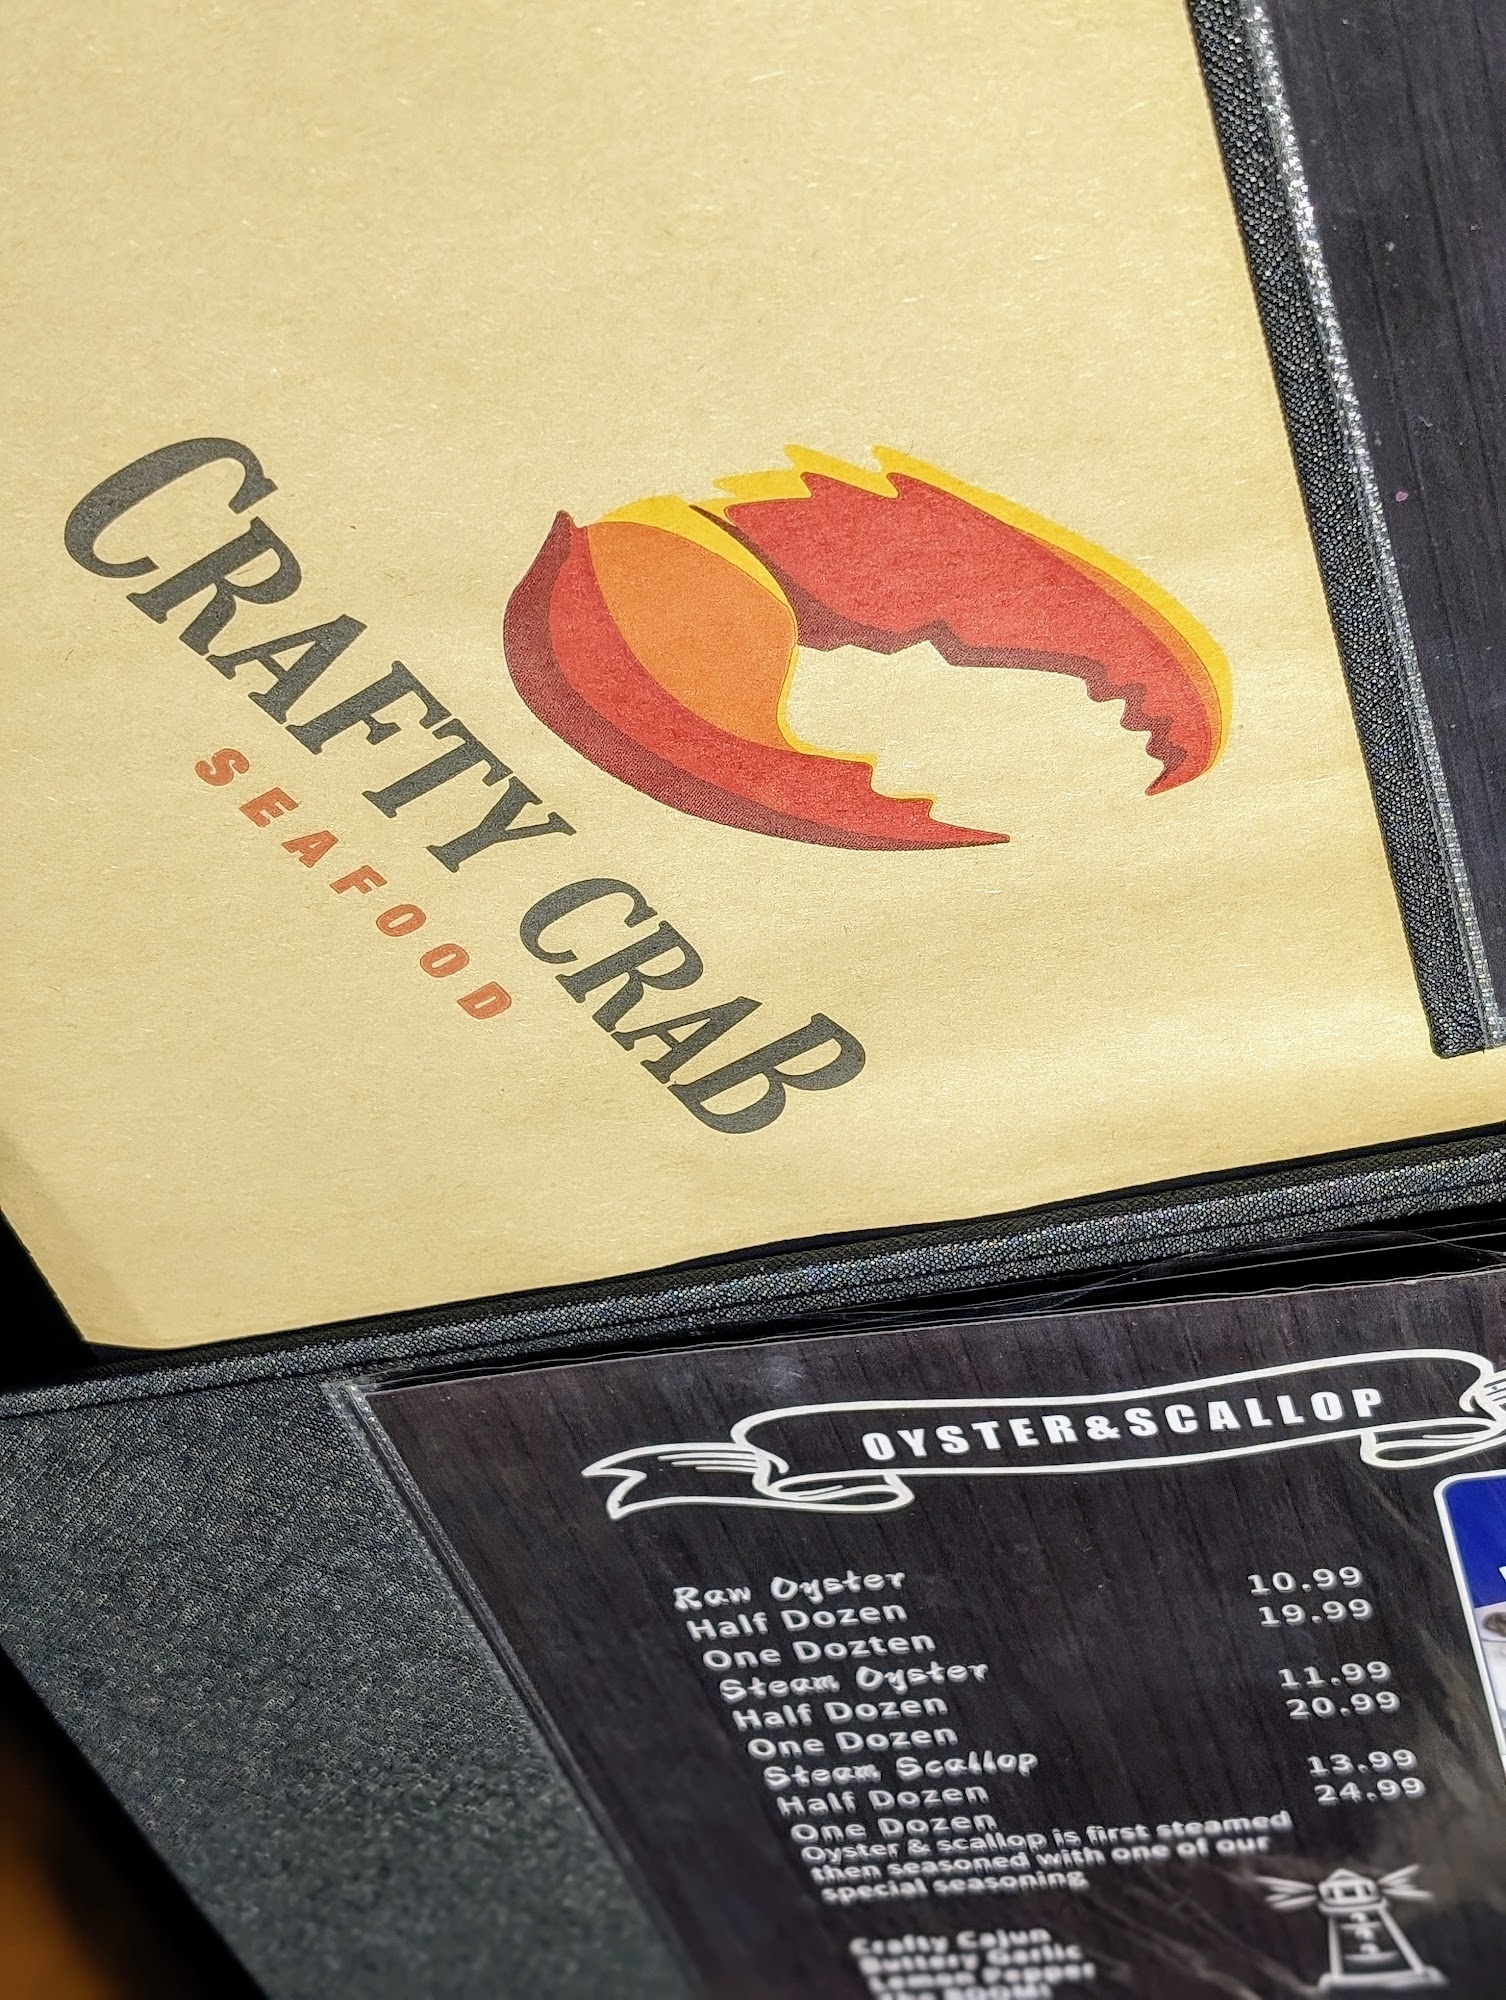 CRAFTY CRAB
SEAFOOD
OYSTER&SCALLOP
Raw Oyster
Half Dozen 10.99
One Dozten 19.99
Steam Oyster
Half Dozen 11.99
One Dozen 20.99
Steam Scallop
Half Dozen 13.99
One Dozen 24.99
Oyster & scallop is first steamed
then seasoned with one of our
special seasoning
Crafty Cajun
Buttery Garlic
Lemon Pepper
The BOOM!